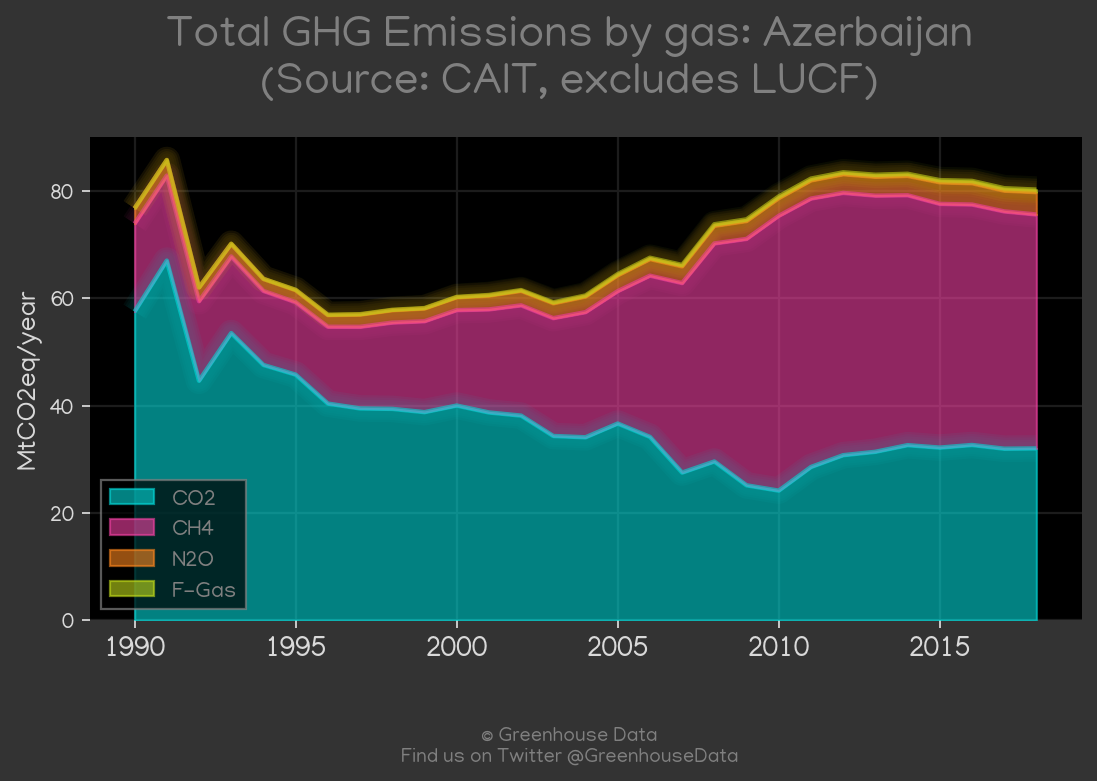 Total GHG Emissions by gas: Azerbaijan
(Source: CAIT, excludes LUCF)
MtCO2eq/year
80
60
40
20
0
CO2
CH4
N2O
F-Gas
1990 1995 2000 2005 2010 2015
© Greenhouse Data
Find us on Twitter @GreenhouseData